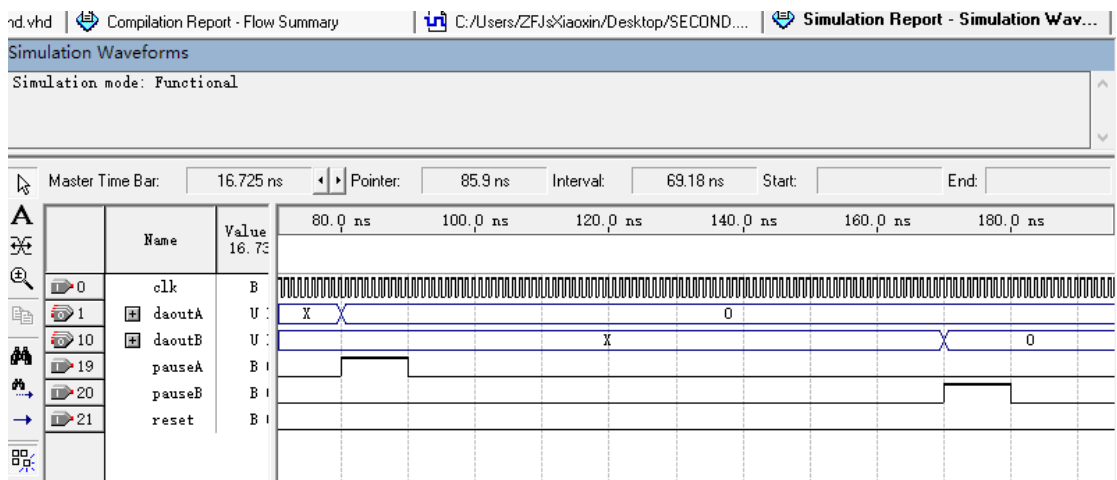 nd.vhd Compilation Report - Flow Summary C:/Users/ZFJsXiaoxin/Desktop/SECOND.... Simulation Report - Simulation Wav...
Simulation Waveforms
Simulation mode: Functional
Master Time Bar: 16.725 ns Pointer: 85.9 ns Interval: 69.18 ns Start: End:
Name Value 80.0 ns 100.0 ns 120.0 ns 140.0 ns 160.0 ns 180.0 ns
16.73
0 clk B
1 daoutA U X 0
10 daoutB U X 0
19 pauseA B
20 pauseB B
21 reset B